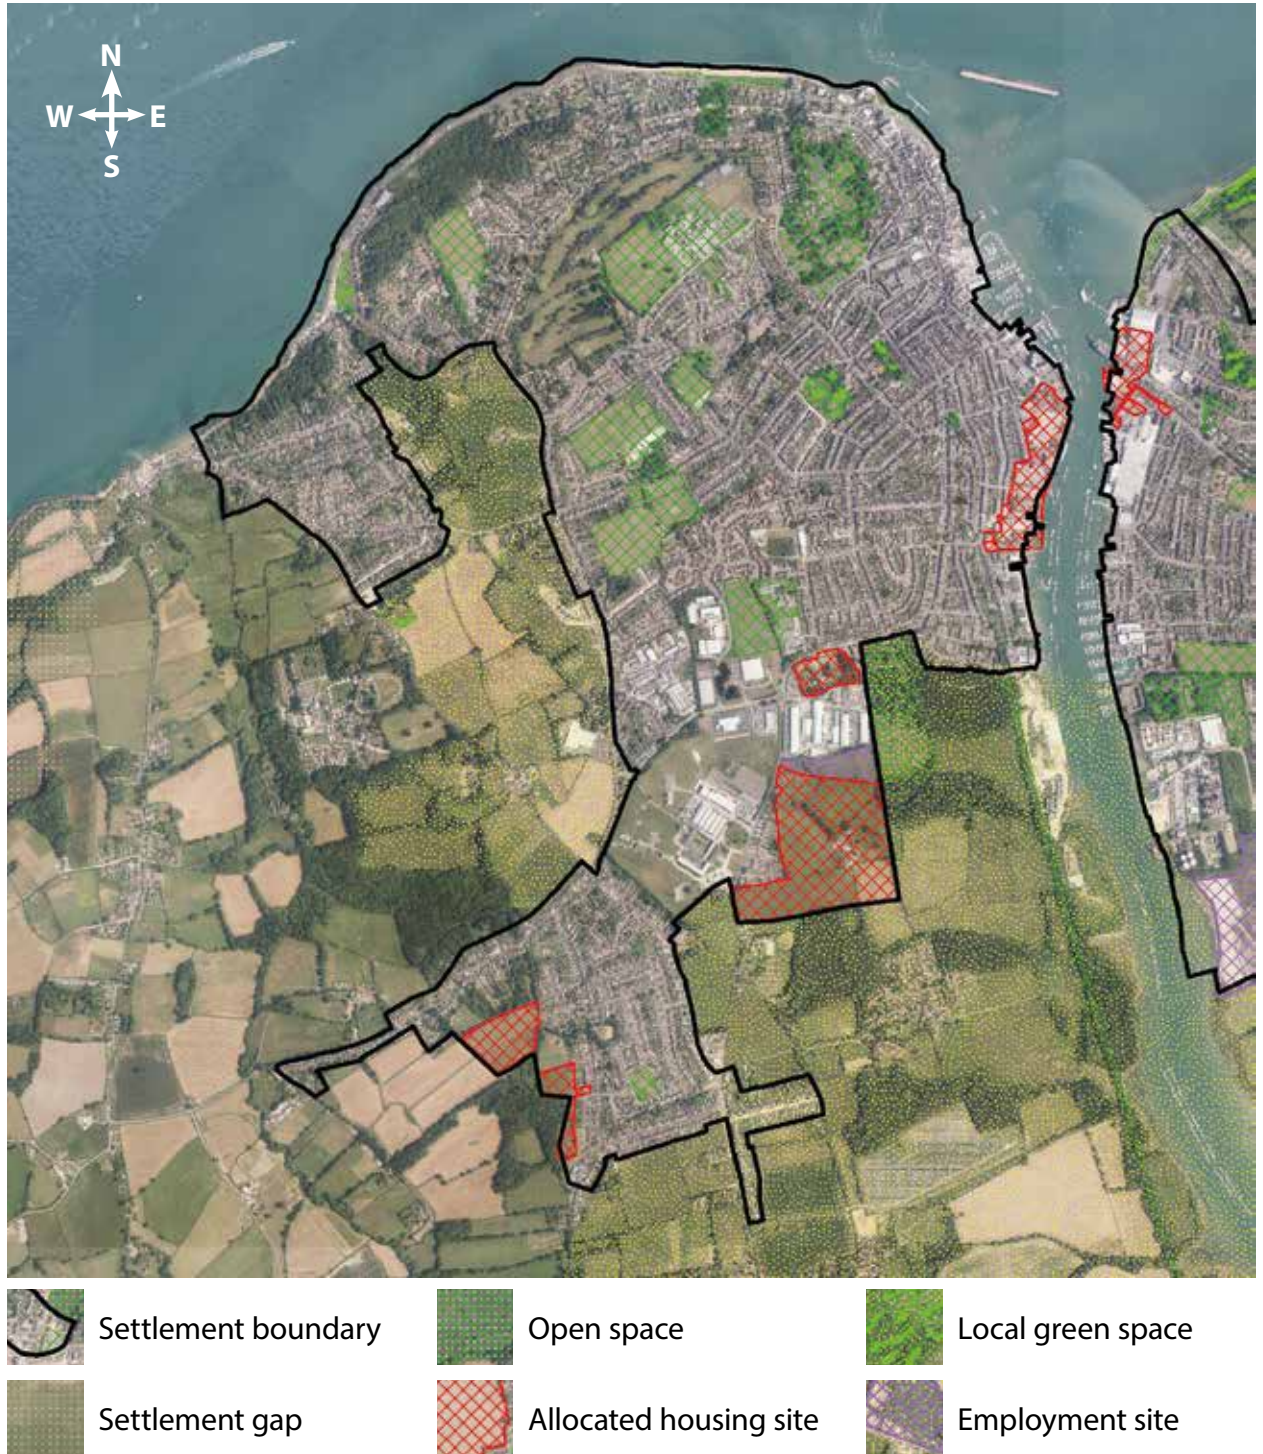 N
W E
S
Settlement boundary
Open space
Local green space
Settlement gap
Allocated housing site
Employment site